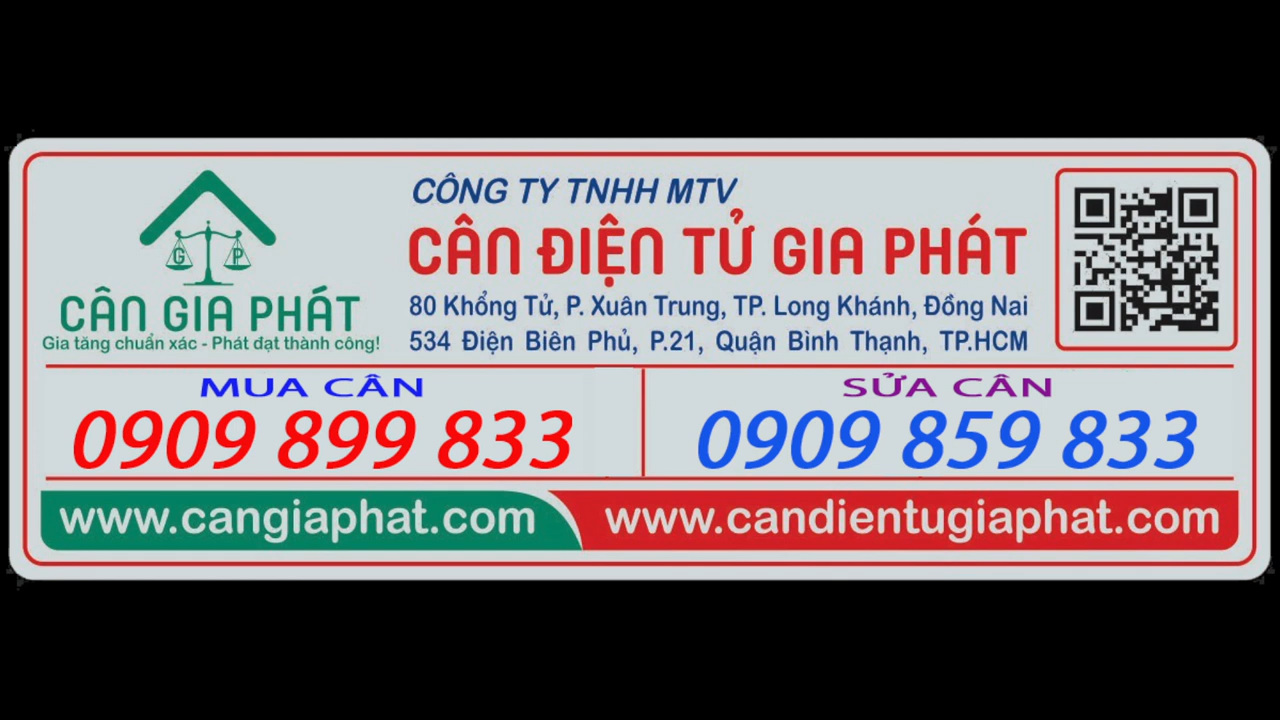 G P
CÂN GIA PHÁT
Gia tăng chuẩn xác - Phát đạt thành công!
CÔNG TY TNHH MTV
CÂN ĐIỆN TỬ GIA PHÁT
80 Khổng Tử, P. Xuân Trung, TP. Long Khánh, Đồng Nai
534 Điện Biên Phủ, P.21, Quận Bình Thạnh, TP.HCM
MUA CÂN
0909 899 833
SỬA CÂN
0909 859 833
www.cangiaphat.com
www.candientugiaphat.com